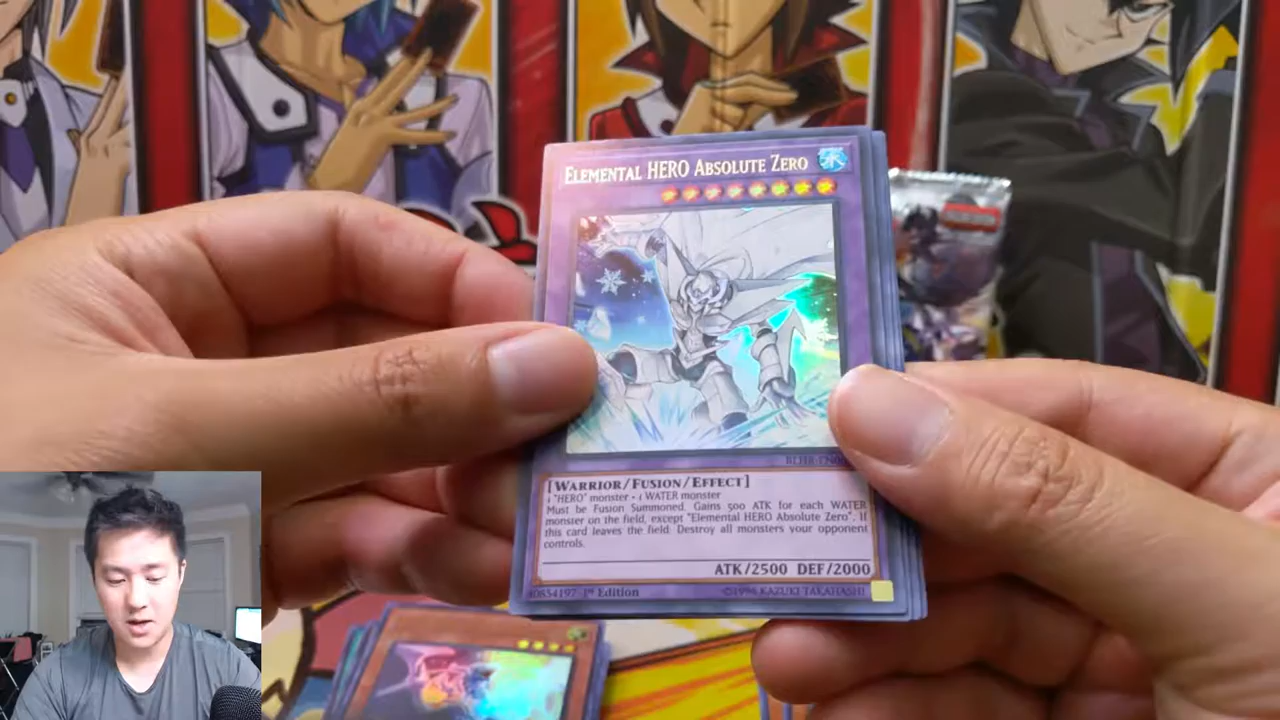 ELEMENTAL HERO ABSOLUTE ZERO
[WARRIOR/FUSION/EFFECT]
1 "HERO" monster + 1 WATER monster
Must be Fusion Summoned. Gains 500 ATK for each WATER
monster on the field, except "Elemental HERO Absolute Zero". If
this card leaves the field: Destroy all monsters your opponent
controls.
ATK/2500 DEF/2000
40854197 1st Edition ©1996 KAZUKI TAKAHASHI